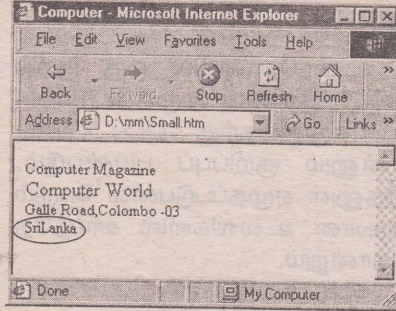 Computer - Microsoft Internet Explorer
File Edit View Favorites Tools Help
Back Forward Stop Refresh Home »
Address D:\mm\Small.htm Go Links »
Computer Magazine
Computer World
Galle Road,Colombo -03
SriLanka
Done My Computer